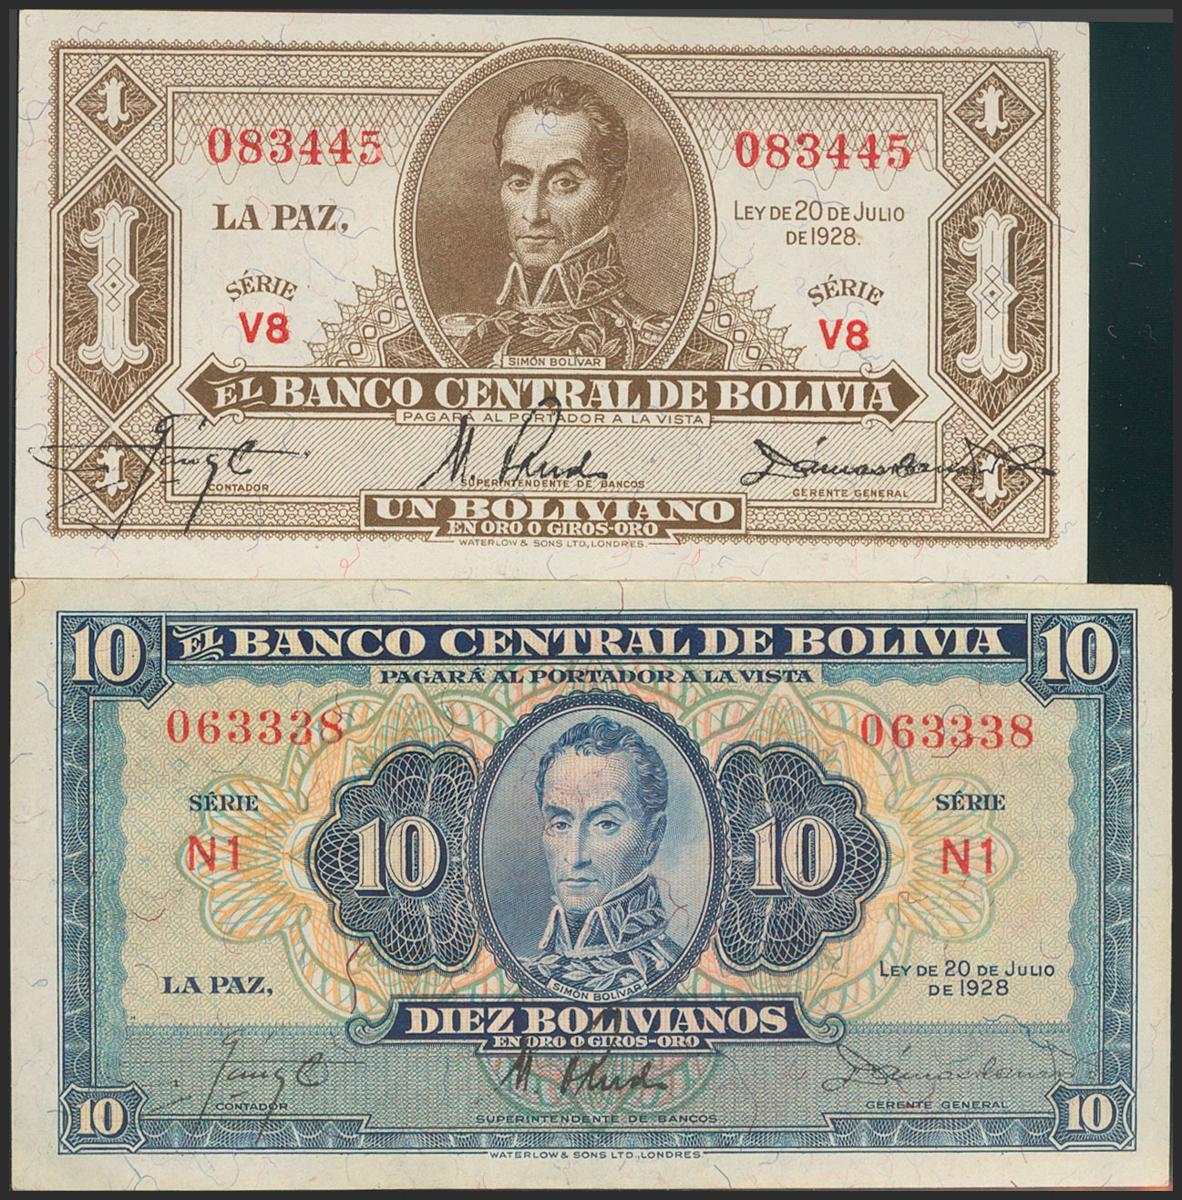 1 1
083445 083445
LA PAZ, LEY DE 20 DE JULIO
DE 1928.
1 1
SÉRIE SÉRIE
V8 V8
SIMÓN BOLÍVAR
EL BANCO CENTRAL DE BOLIVIA
PAGARÁ AL PORTADOR A LA VISTA
1 1
CONTADOR SUPERINTENDENTE DE BANCOS GERENTE GENERAL
UN BOLIVIANO
EN ORO O GIROS-ORO
WATERLOW & SONS LTD., LONDRES.
10 EL BANCO CENTRAL DE BOLIVIA 10
PAGARÁ AL PORTADOR A LA VISTA
063338 063338
SÉRIE SÉRIE
N1 10 10 N1
SIMÓN BOLÍVAR
LA PAZ, LEY DE 20 DE JULIO
DE 1928
DIEZ BOLIVIANOS
EN ORO O GIROS-ORO
CONTADOR SUPERINTENDENTE DE BANCOS GERENTE GENERAL
10 10
WATERLOW & SONS LTD., LONDRES.